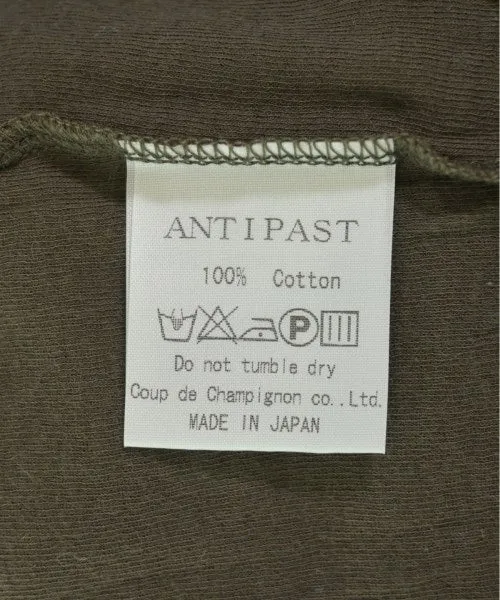 ANTIPAST
100% Cotton
P
Do not tumble dry
Coup de Champignon co..Ltd.
MADE IN JAPAN